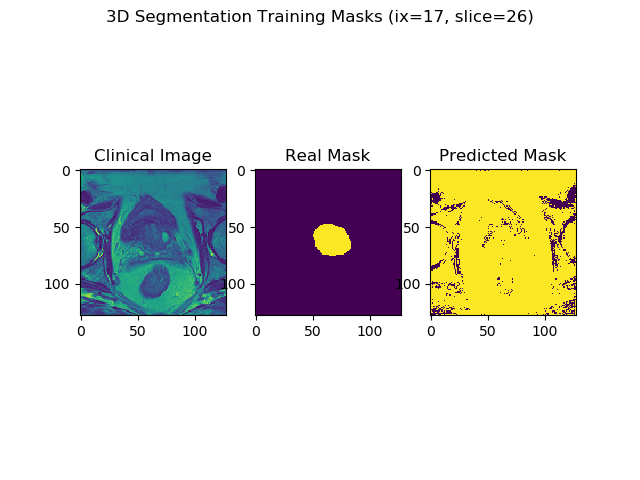 3D Segmentation Training Masks (ix=17, slice=26)
Clinical Image Real Mask Predicted Mask
0 0 0
50 50 50
100 100 100
0 50 100 0 50 100 0 50 100